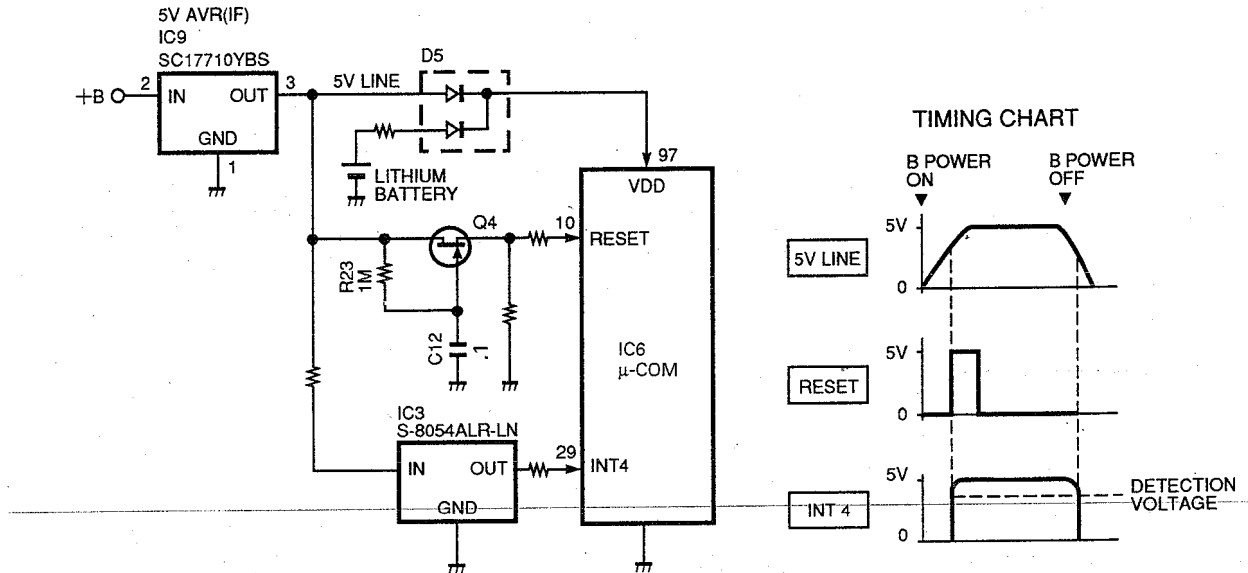 5V AVR(IF)
IC9
SC17710YBS
+B
2
IN
OUT
3
GND
1
5V LINE
D5
LITHIUM
BATTERY
97
VDD
Q4
10
RESET
R23
1M
C12
.1
IC6
μ-COM
IC3
S-8054ALR-LN
IN
OUT
GND
29
INT4
TIMING CHART
B POWER
ON
B POWER
OFF
5V LINE
5V
0
RESET
5V
0
INT 4
5V
0
DETECTION
VOLTAGE